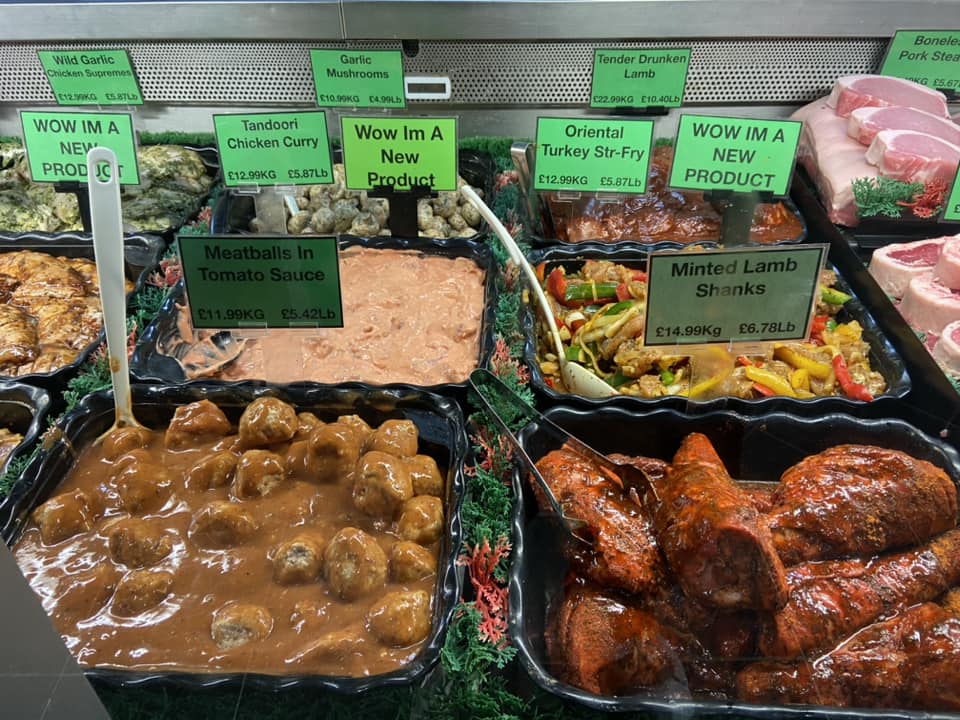 Wild Garlic
Chicken Supremes
£12.99KG £5.87Lb
Garlic
Mushrooms
£10.99KG £4.99Lb
Tender Drunken
Lamb
£22.99KG £10.40Lb
Boneless
Pork Stea
£5.67
WOW IM A
NEW
PRODUCT
Tandoori
Chicken Curry
£12.99KG £5.87Lb
Wow Im A
New
Product
Oriental
Turkey Str-Fry
£12.99KG £5.87Lb
WOW IM A
NEW
PRODUCT
Meatballs In
Tomato Sauce
£11.99KG £5.42Lb
Minted Lamb
Shanks
£14.99Kg £6.78Lb